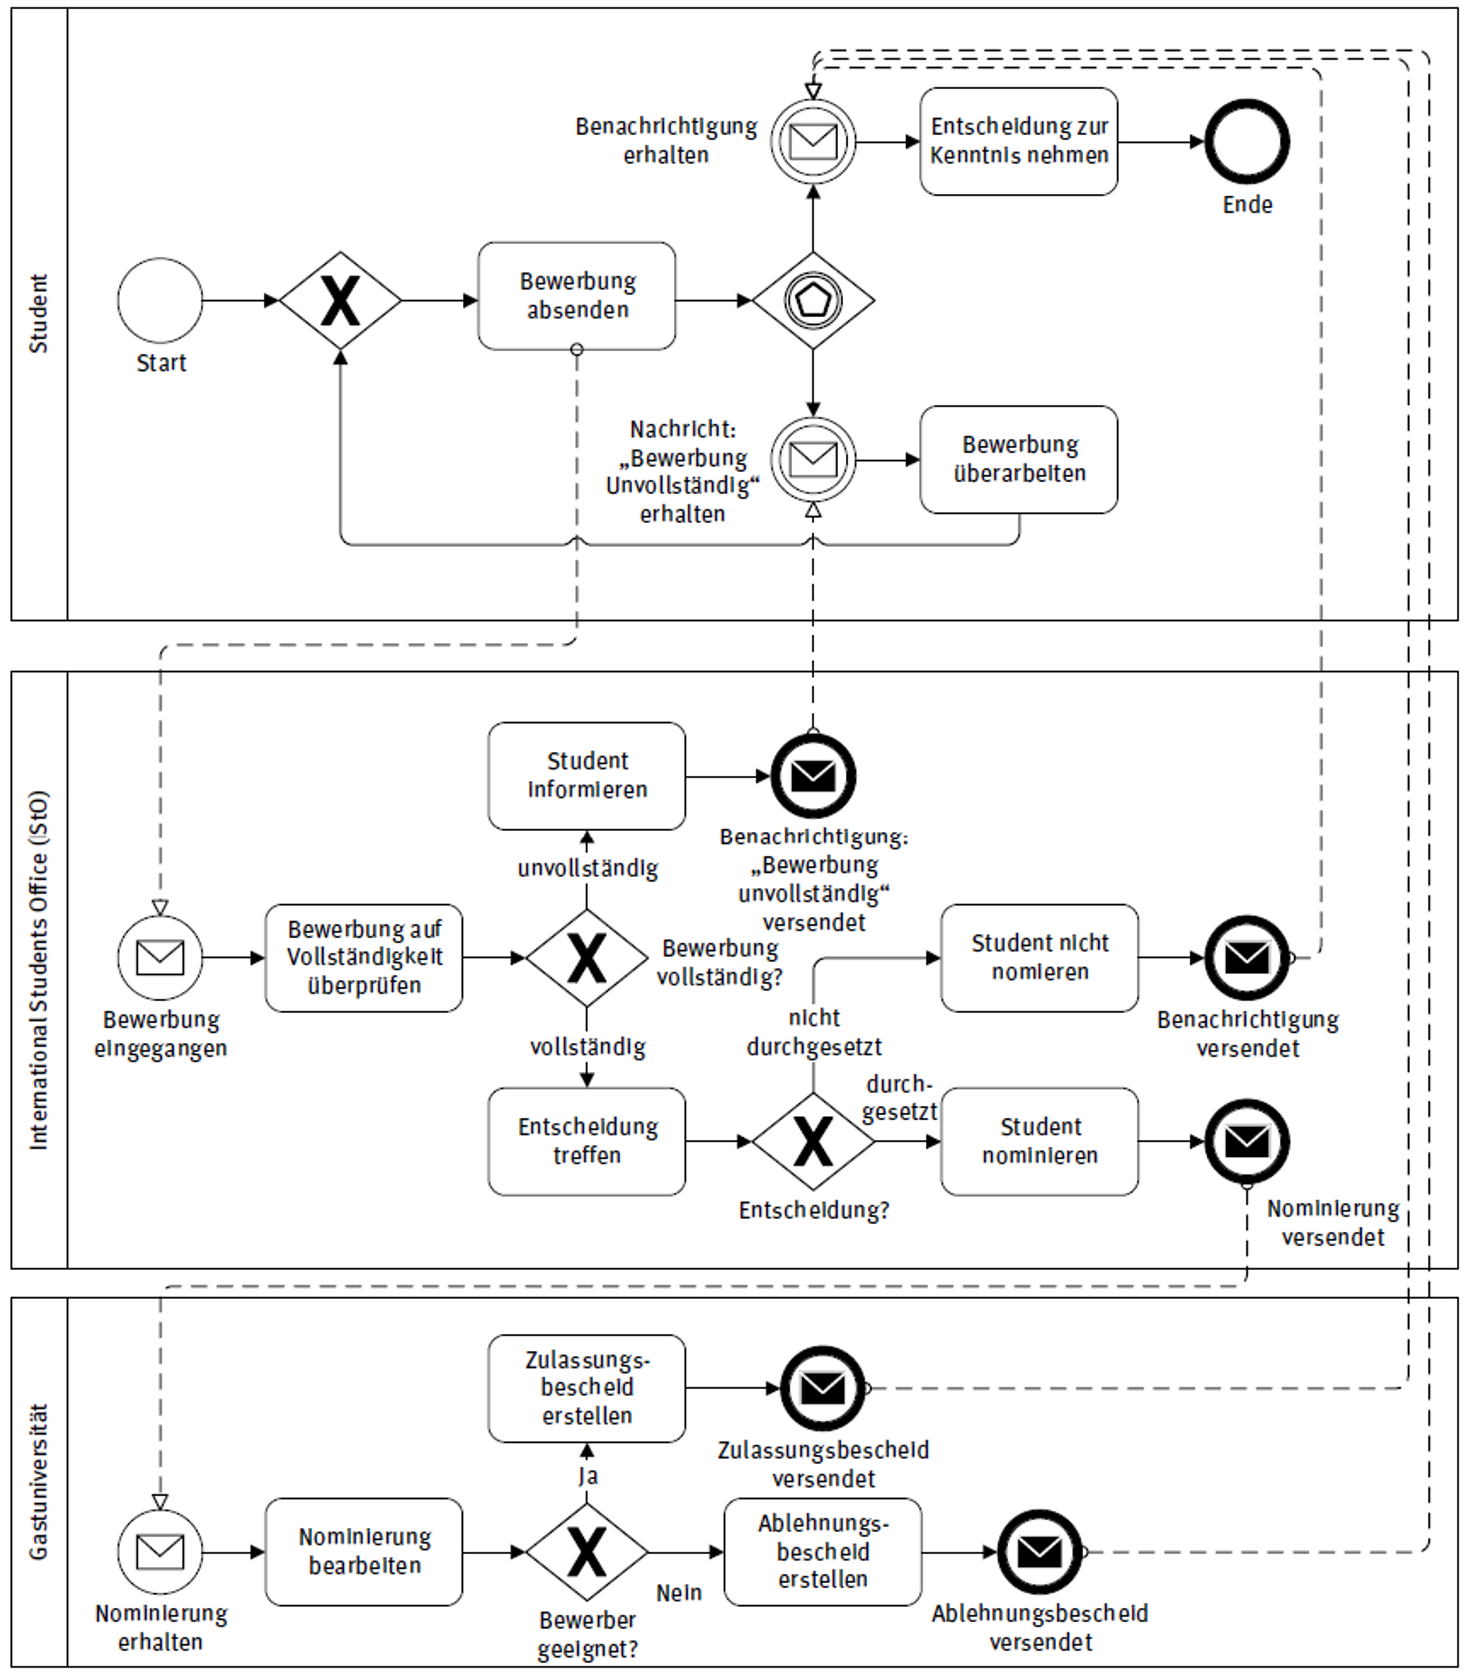 Student
Benachrichtigung
erhalten
Entscheidung zur
Kenntnis nehmen
Ende
Start
X
Bewerbung
absenden
Nachricht:
„Bewerbung
Unvollständig“
erhalten
Bewerbung
überarbeiten
International Students Office (IStO)
Student
informieren
Benachrichtigung:
„Bewerbung
unvollständig“
versendet
unvollständig
Bewerbung
eingegangen
Bewerbung auf
Vollständigkeit
überprüfen
X
Bewerbung
vollständig?
vollständig
nicht
durchgesetzt
Student nicht
nomieren
Benachrichtigung
versendet
Entscheidung
treffen
X
Entscheidung?
durch-
gesetzt
Student
nominieren
Nominierung
versendet
Gastuniversität
Zulassungs-
bescheid
erstellen
Zulassungsbescheid
versendet
Ja
Nominierung
erhalten
Nominierung
bearbeiten
X
Bewerber
geeignet?
Nein
Ablehnungs-
bescheid
erstellen
Ablehnungsbescheid
versendet